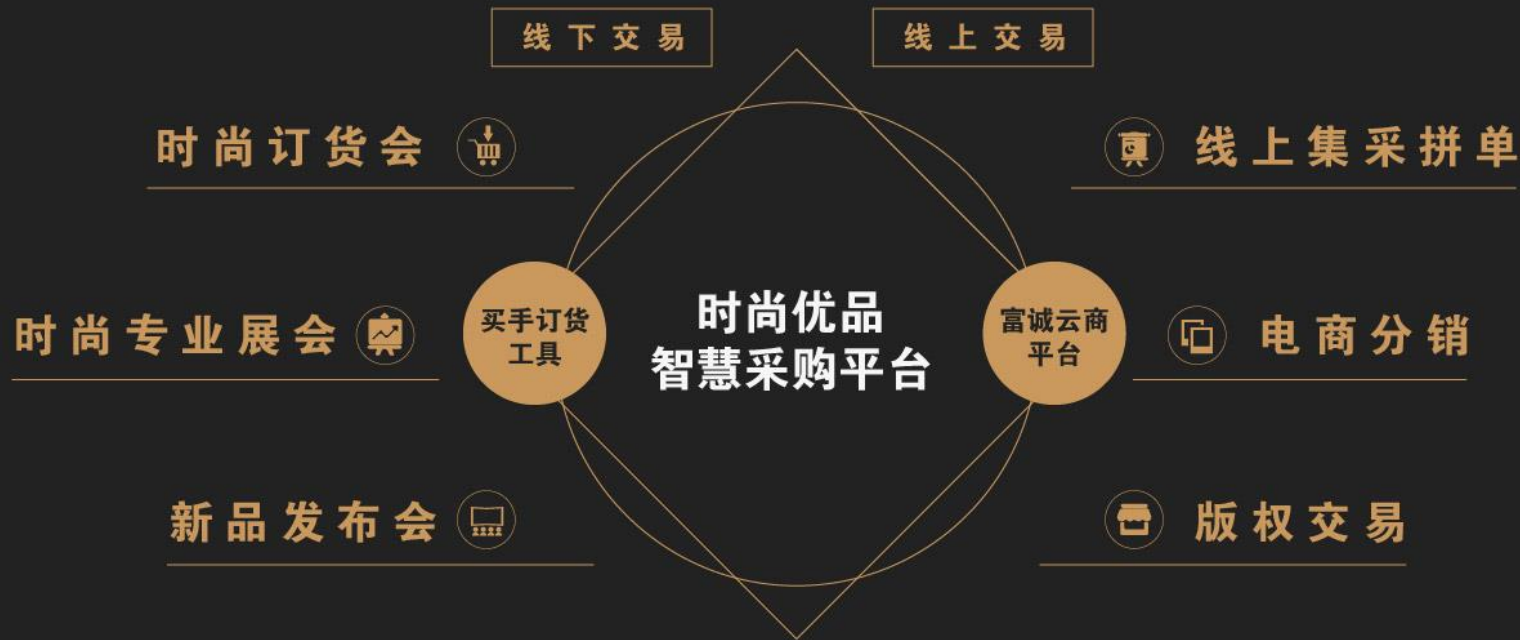 线下交易
线上交易
时尚订货会
线上集采拼单
时尚专业展会
买手订货
工具
时尚优品
智慧采购平台
富诚云商
平台
电商分销
新品发布会
版权交易